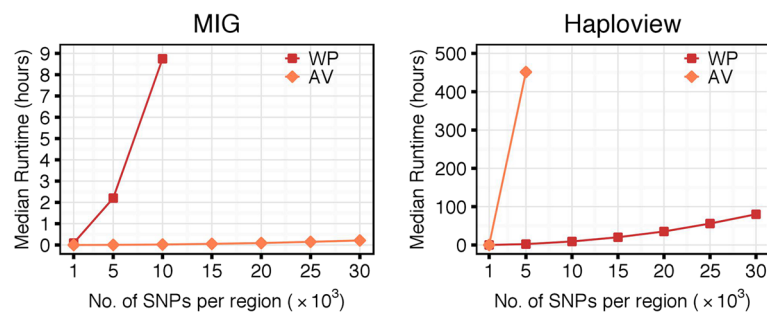 MIG
Median Runtime (hours)
9
8
7
6
5
4
3
2
1
0
WP
AV
1 5 10 15 20 25 30
No. of SNPs per region (×10³)
Haploview
Median Runtime (hours)
500
400
300
200
100
0
WP
AV
1 5 10 15 20 25 30
No. of SNPs per region (×10³)